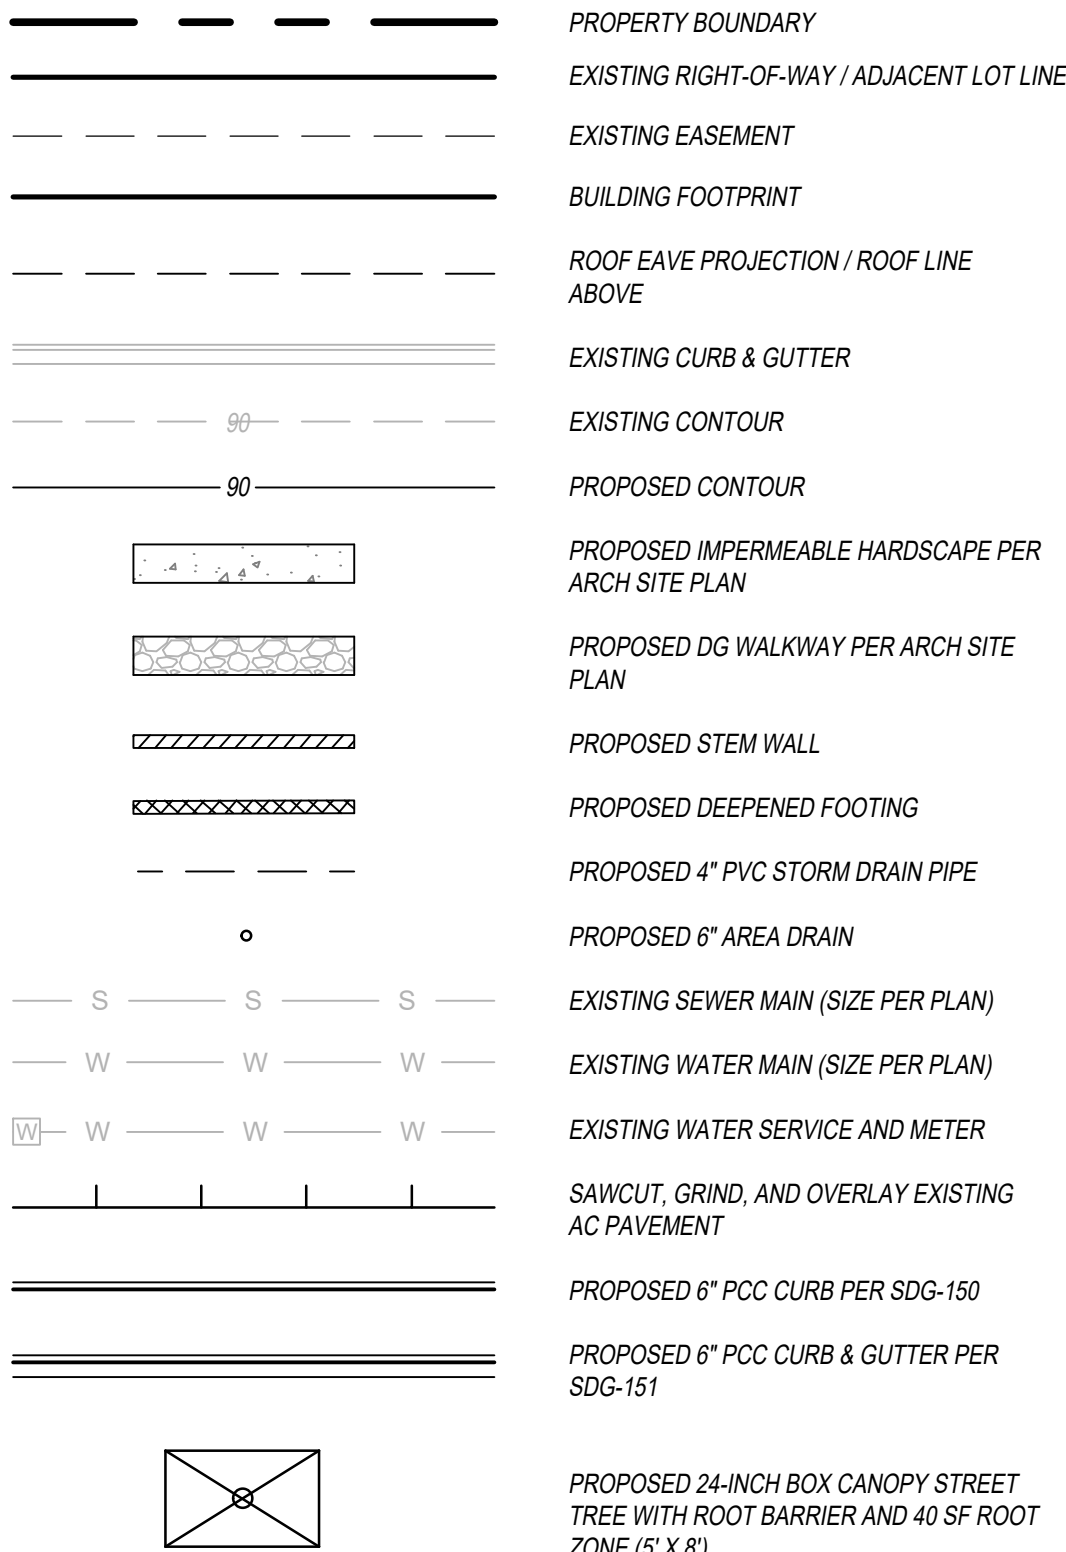 PROPERTY BOUNDARY
EXISTING RIGHT-OF-WAY / ADJACENT LOT LINE
EXISTING EASEMENT
BUILDING FOOTPRINT
ROOF EAVE PROJECTION / ROOF LINE
ABOVE
EXISTING CURB & GUTTER
90 EXISTING CONTOUR
90 PROPOSED CONTOUR
PROPOSED IMPERMEABLE HARDSCAPE PER
ARCH SITE PLAN
PROPOSED DG WALKWAY PER ARCH SITE
PLAN
PROPOSED STEM WALL
PROPOSED DEEPENED FOOTING
PROPOSED 4" PVC STORM DRAIN PIPE
PROPOSED 6" AREA DRAIN
S S S EXISTING SEWER MAIN (SIZE PER PLAN)
W W W EXISTING WATER MAIN (SIZE PER PLAN)
W W W W EXISTING WATER SERVICE AND METER
SAWCUT, GRIND, AND OVERLAY EXISTING
AC PAVEMENT
PROPOSED 6" PCC CURB PER SDG-150
PROPOSED 6" PCC CURB & GUTTER PER
SDG-151
PROPOSED 24-INCH BOX CANOPY STREET
TREE WITH ROOT BARRIER AND 40 SF ROOT
ZONE (5' X 8')